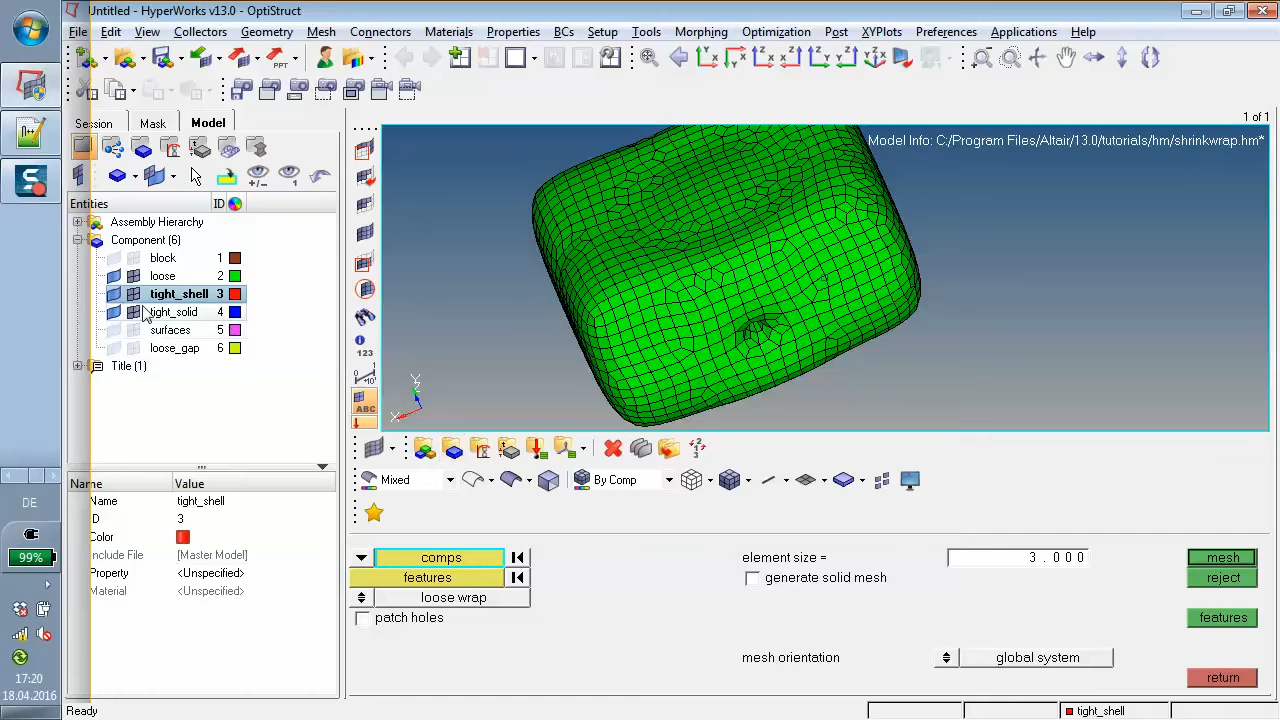 Untitled - HyperWorks v13.0 - OptiStruct
File Edit View Collectors Geometry Mesh Connectors Materials Properties BCs Setup Tools Morphing Optimization Post XYPlots Preferences Applications Help
Session Mask Model
1 of 1
Model Info: C:/Program Files/Altair/13.0/tutorials/hm/shrinkwrap.hm*
Entities ID
Assembly Hierarchy
Component (6)
block 1
loose 2
tight_shell 3
tight_solid 4
surfaces 5
loose_gap 6
Title (1)
123
ABC
Mixed By Comp
Name Value
Name tight_shell
ID 3
Color
Include File [Master Model]
Property <Unspecified>
Material <Unspecified>
comps
features
loose wrap
patch holes
element size = 3.000
generate solid mesh
mesh orientation global system
mesh
reject
features
return
DE
99%
17:20
18.04.2016
Ready
tight_shell